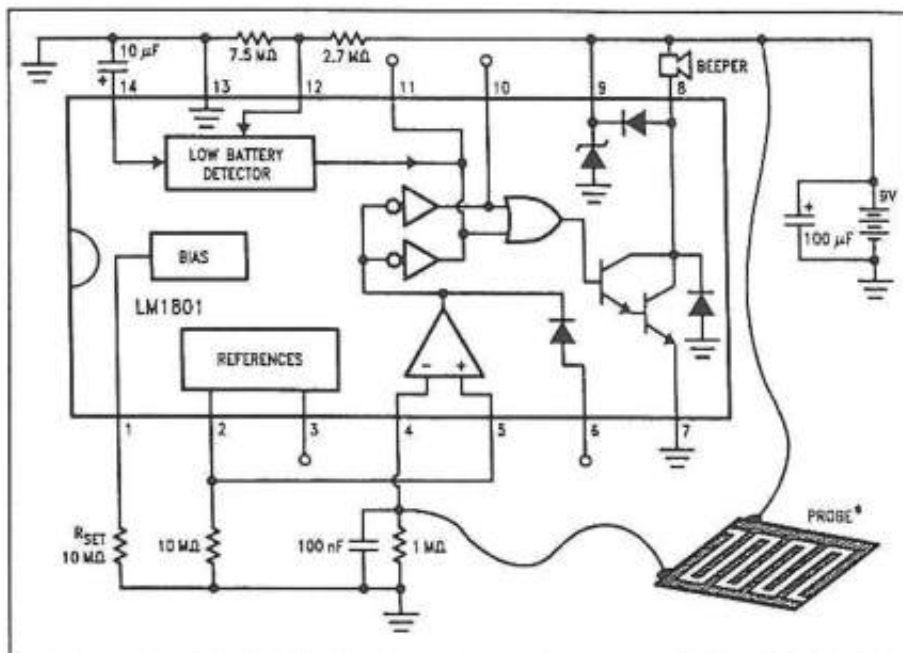 10 µF
7.5 MΩ
2.7 MΩ
BEEPER
14
13
12
11
10
9
8
LOW BATTERY
DETECTOR
9V
+
100 µF
BIAS
LM1801
REFERENCES
-
+
1
2
3
4
5
6
7
RSET
10 MΩ
10 MΩ
100 nF
1 MΩ
PROBE*
+